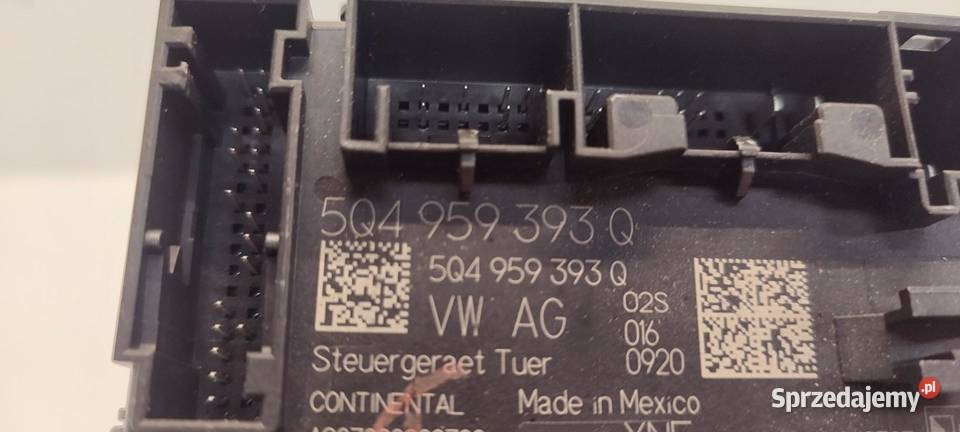 5Q4 959 393 Q
5Q4 959 393 Q
VW AG
02S
016
0920
Steuergeraet Tuer
CONTINENTAL Made in Mexico
Sprzedajemy.pl